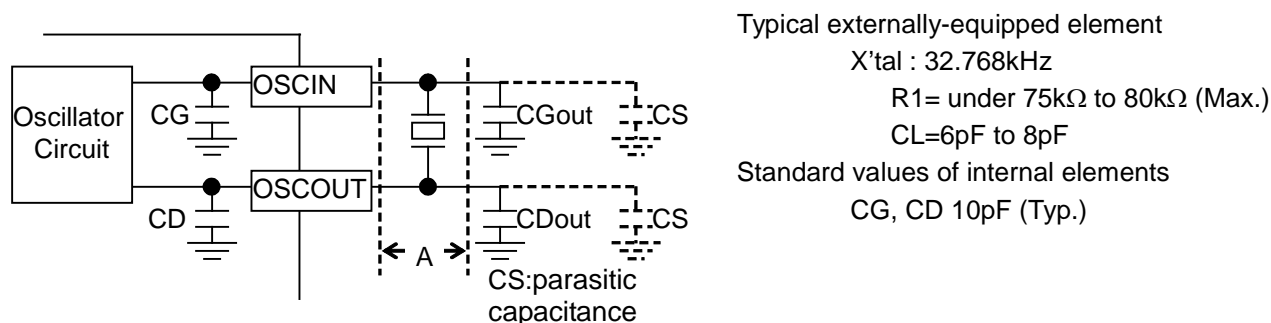 Oscillator
Circuit
CG
CD
OSCIN
OSCOUT
A
CGout
CS
CDout
CS
CS:parasitic
capacitance
Typical externally-equipped element
X’tal : 32.768kHz
R1= under 75kΩ to 80kΩ (Max.)
CL=6pF to 8pF
Standard values of internal elements
CG, CD 10pF (Typ.)